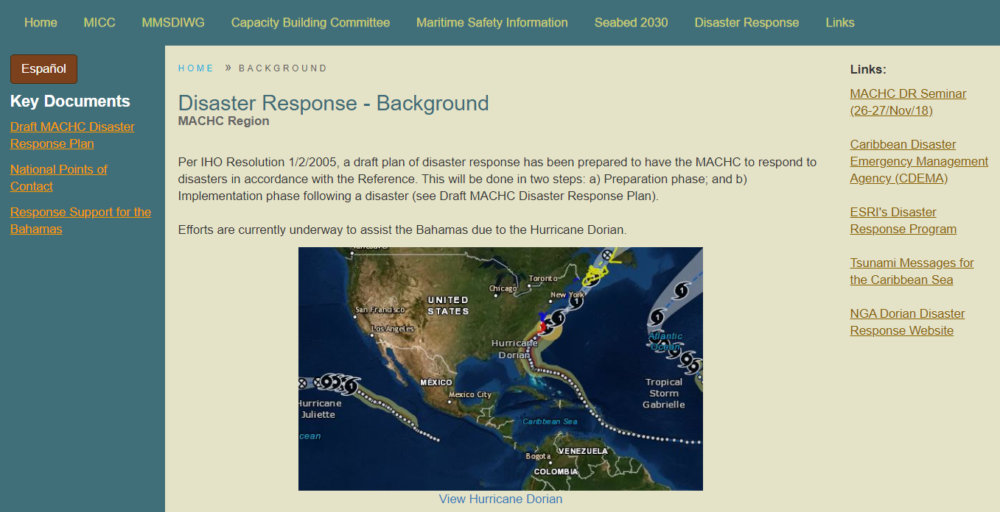 Home MICC MMSDIWG Capacity Building Committee Maritime Safety Information Seabed 2030 Disaster Response Links
Español
Key Documents
Draft MACHC Disaster
Response Plan
National Points of
Contact
Response Support for the
Bahamas
HOME » BACKGROUND
Disaster Response - Background
MACHC Region
Per IHO Resolution 1/2/2005, a draft plan of disaster response has been prepared to have the MACHC to respond to
disasters in accordance with the Reference. This will be done in two steps: a) Preparation phase; and b)
Implementation phase following a disaster (see Draft MACHC Disaster Response Plan).
Efforts are currently underway to assist the Bahamas due to the Hurricane Dorian.
Vancouver
Toronto
Chicago
New York
UNITED
STATES
San Francisco
Los Angeles
Hurricane
Dorian
Atlantic
Ocean
1
1
1
1
MÉXICO
Mexico City
Tropical
Storm
Gabrielle
Hurricane
Juliette
Caribbean Sea
cean
VENEZUELA
Bogota
COLOMBIA
View Hurricane Dorian
Links:
MACHC DR Seminar
(26-27/Nov/18)
Caribbean Disaster
Emergency Management
Agency (CDEMA)
ESRI's Disaster
Response Program
Tsunami Messages for
the Caribbean Sea
NGA Dorian Disaster
Response Website